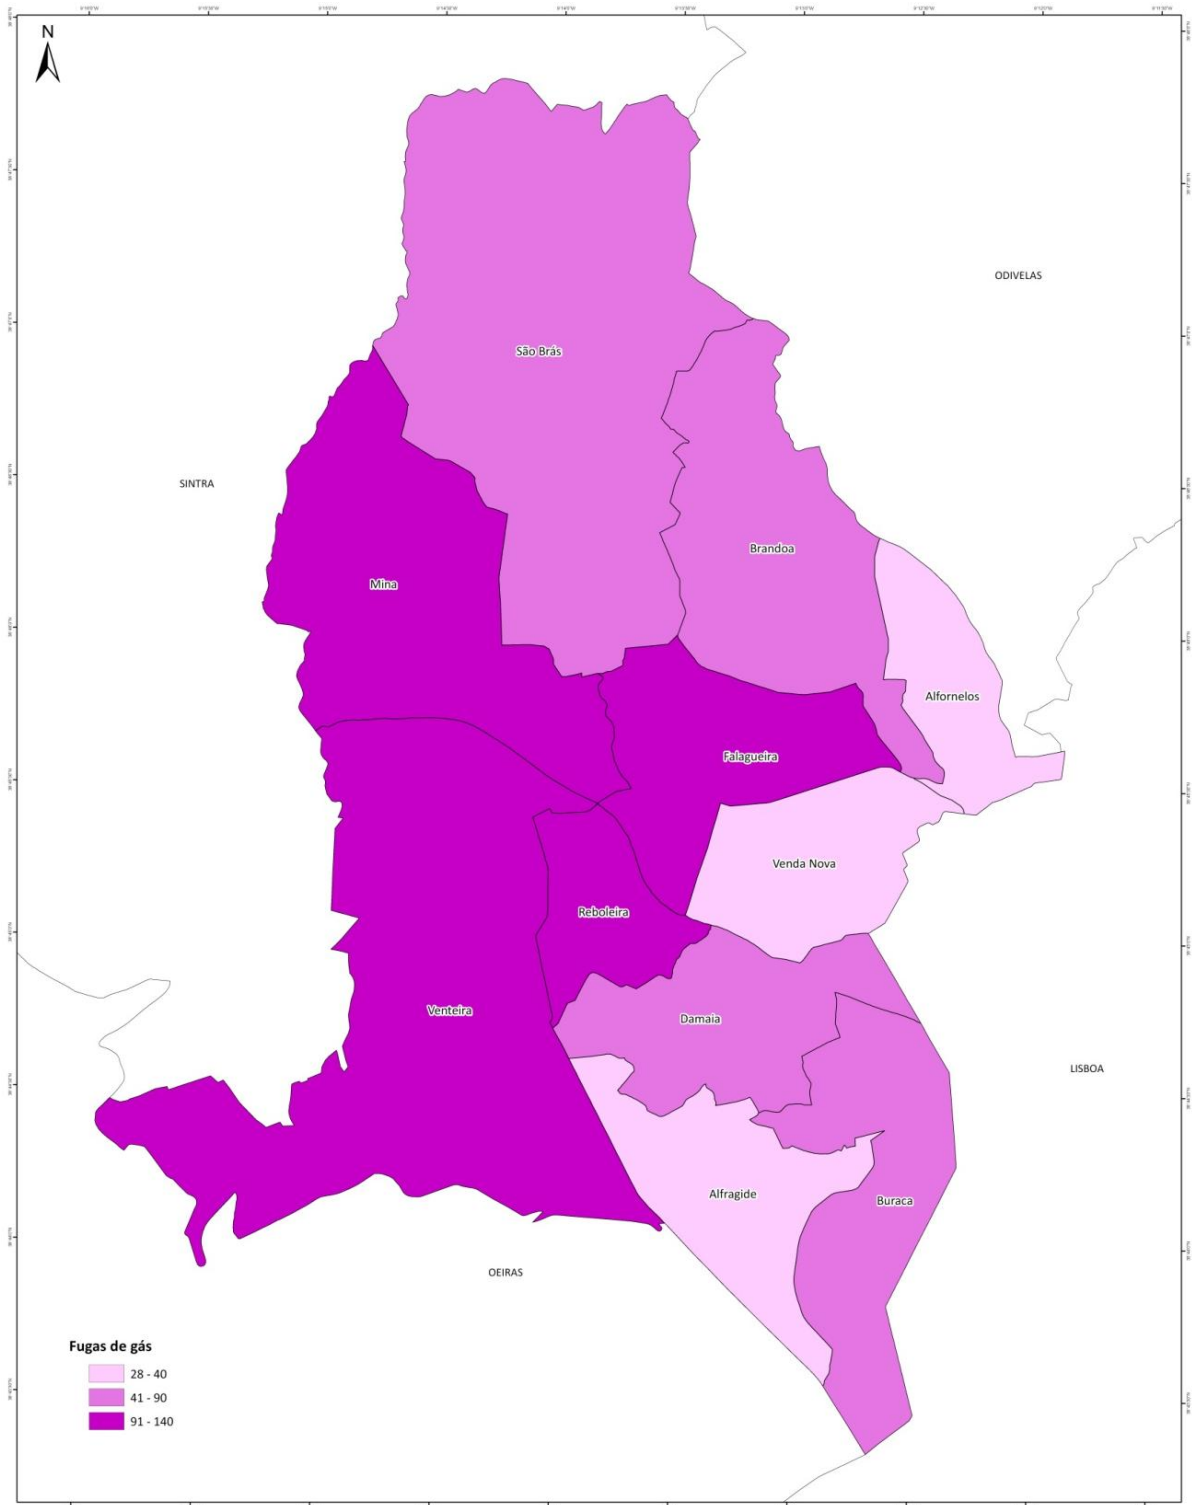 N
ODIVELAS
São Brás
SINTRA
Brandoa
Mina
Alfornelos
Falagueira
Venda Nova
Reboleira
Venteira
Damaia
LISBOA
Alfragide
Buraca
OEIRAS
Fugas de gás
28 - 40
41 - 90
91 - 140